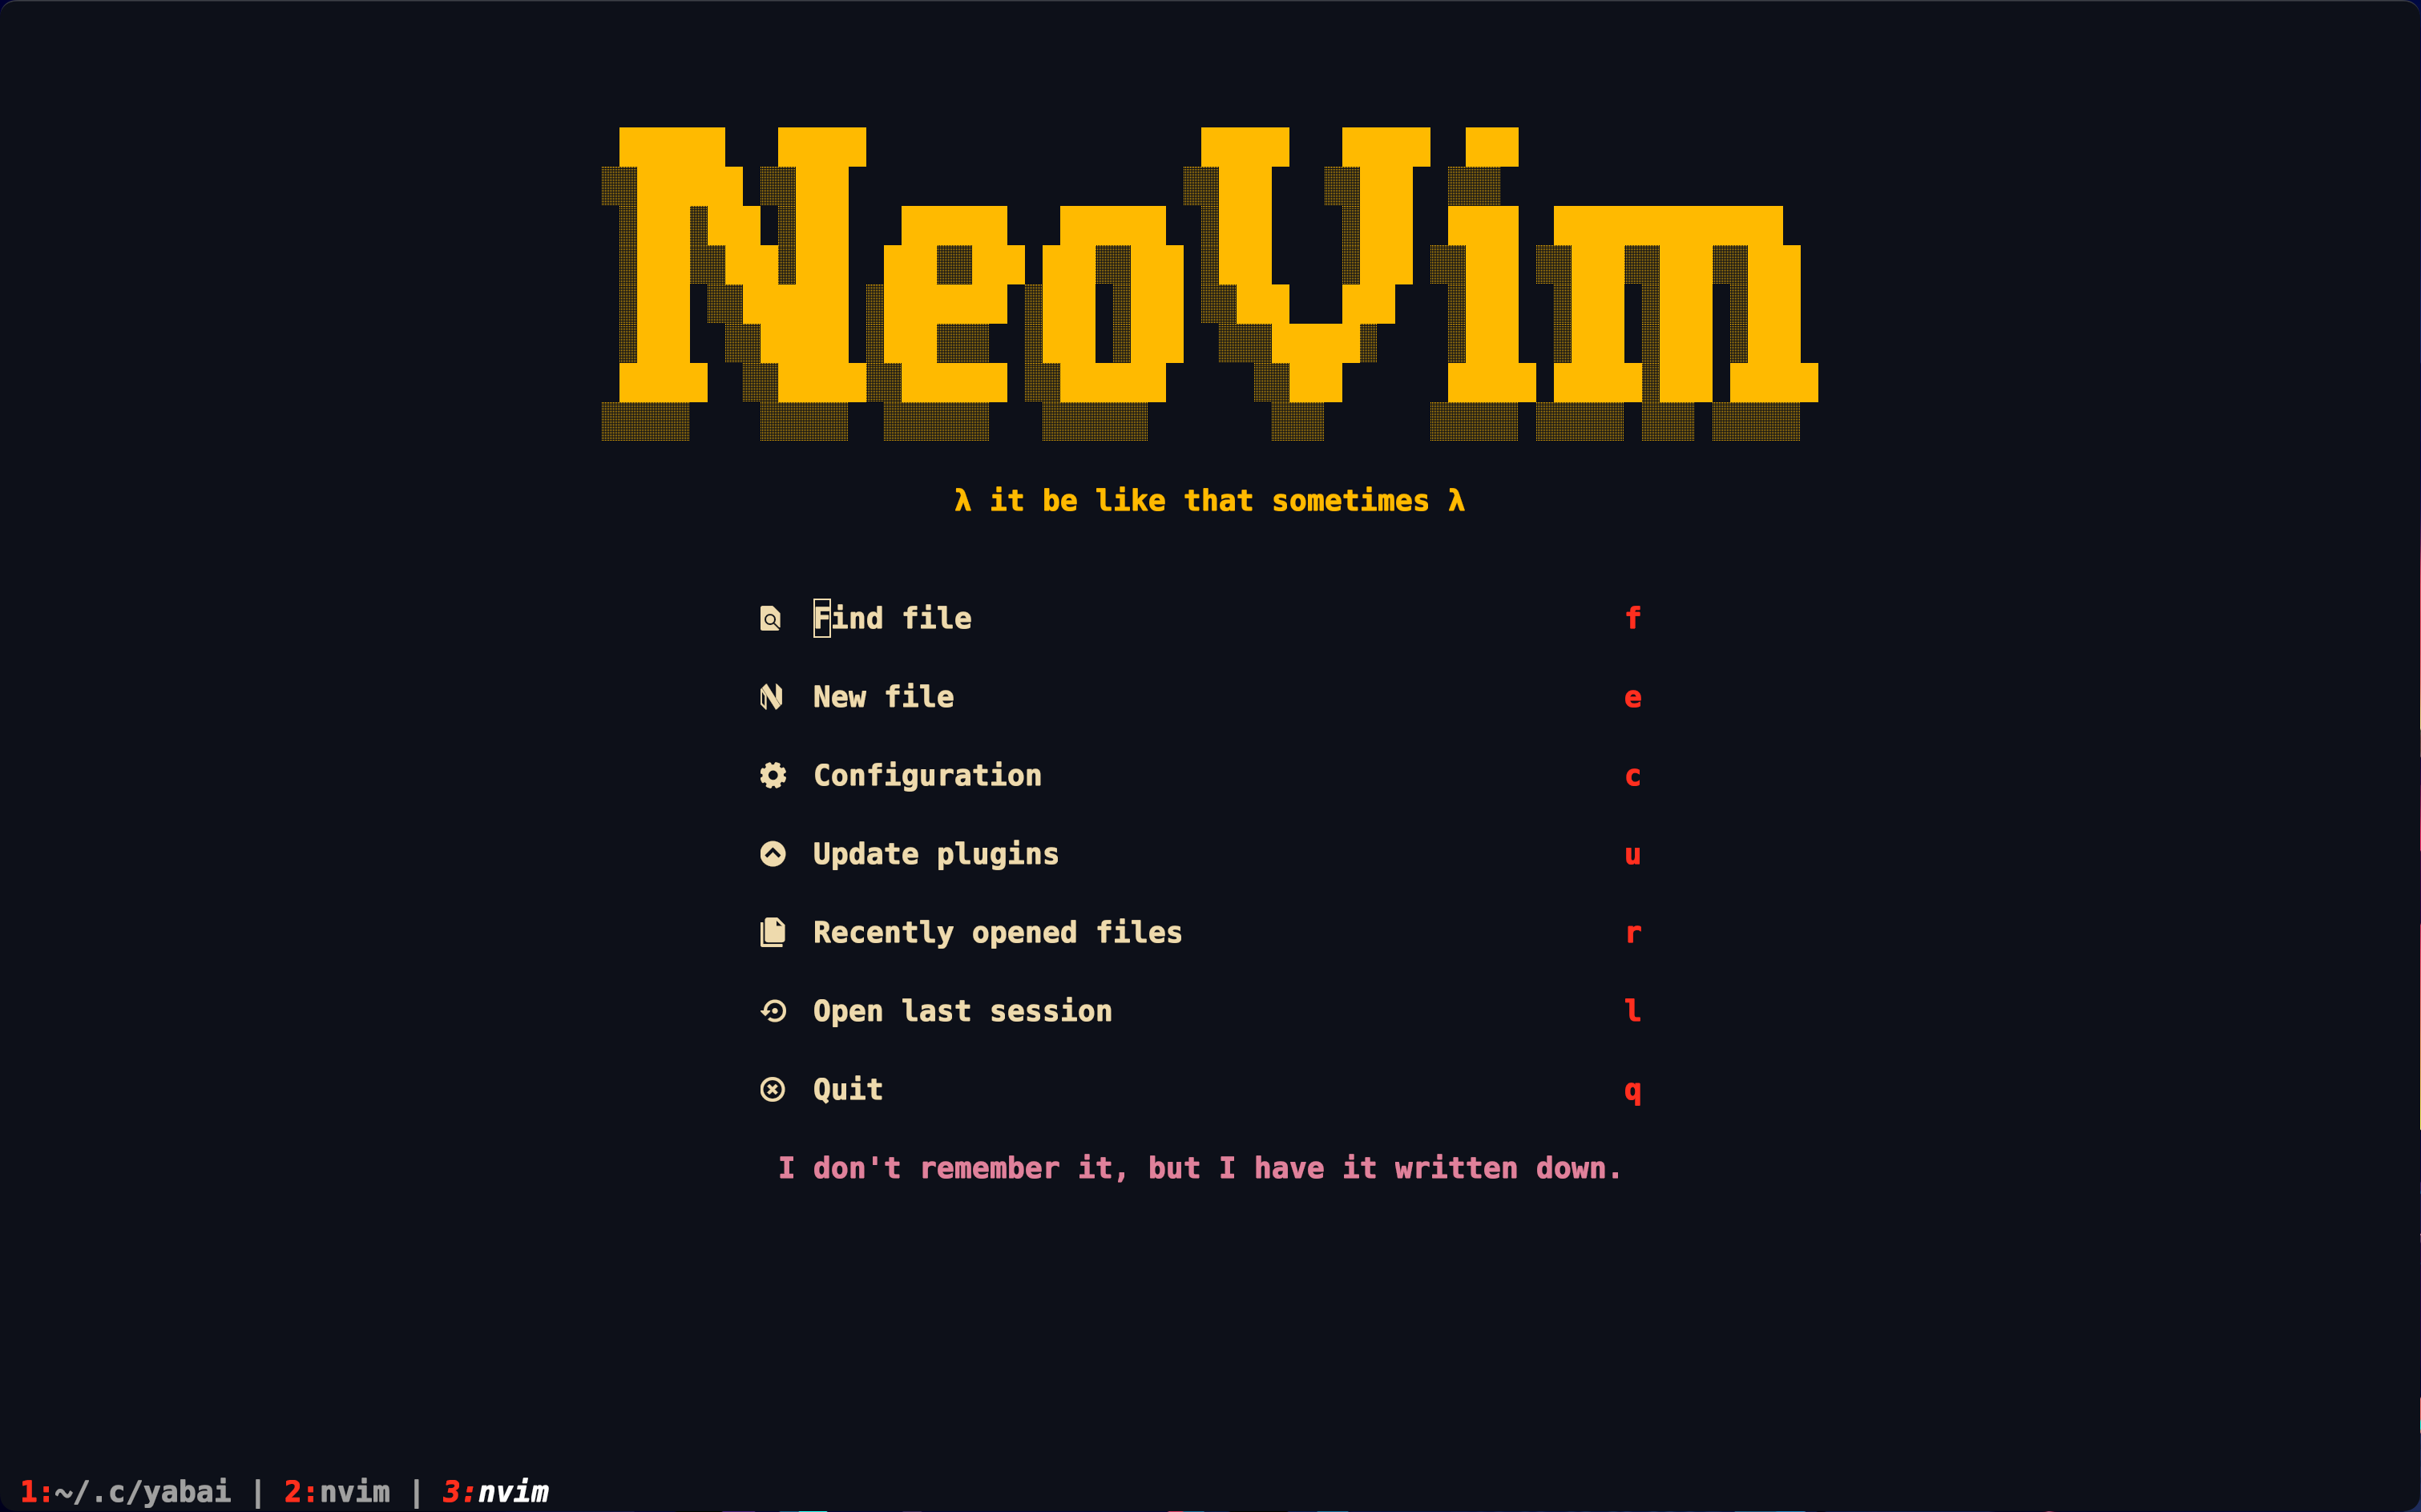 NeoVim
λ it be like that sometimes λ
Find file f
New file e
Configuration c
Update plugins u
Recently opened files r
Open last session l
Quit q
I don't remember it, but I have it written down.
1:~/.c/yabai | 2:nvim | 3:nvim